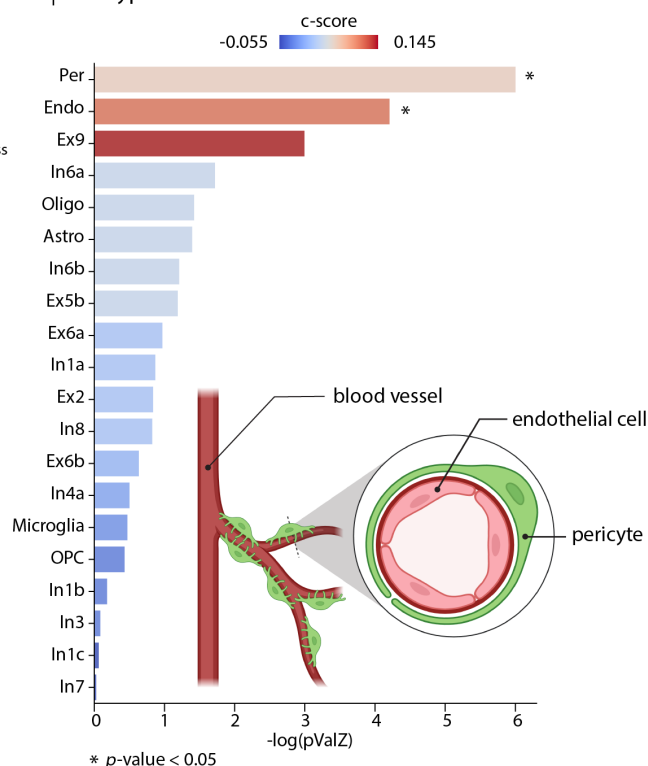 c-score
-0.055 0.145
Per *
Endo *
Ex9
In6a
Oligo
Astro
In6b
Ex5b
Ex6a
In1a
Ex2
In8
Ex6b
In4a
Microglia
OPC
In1b
In3
In1c
In7
blood vessel
endothelial cell
pericyte
0 1 2 3 4 5 6
-log(pValZ)
* p-value < 0.05